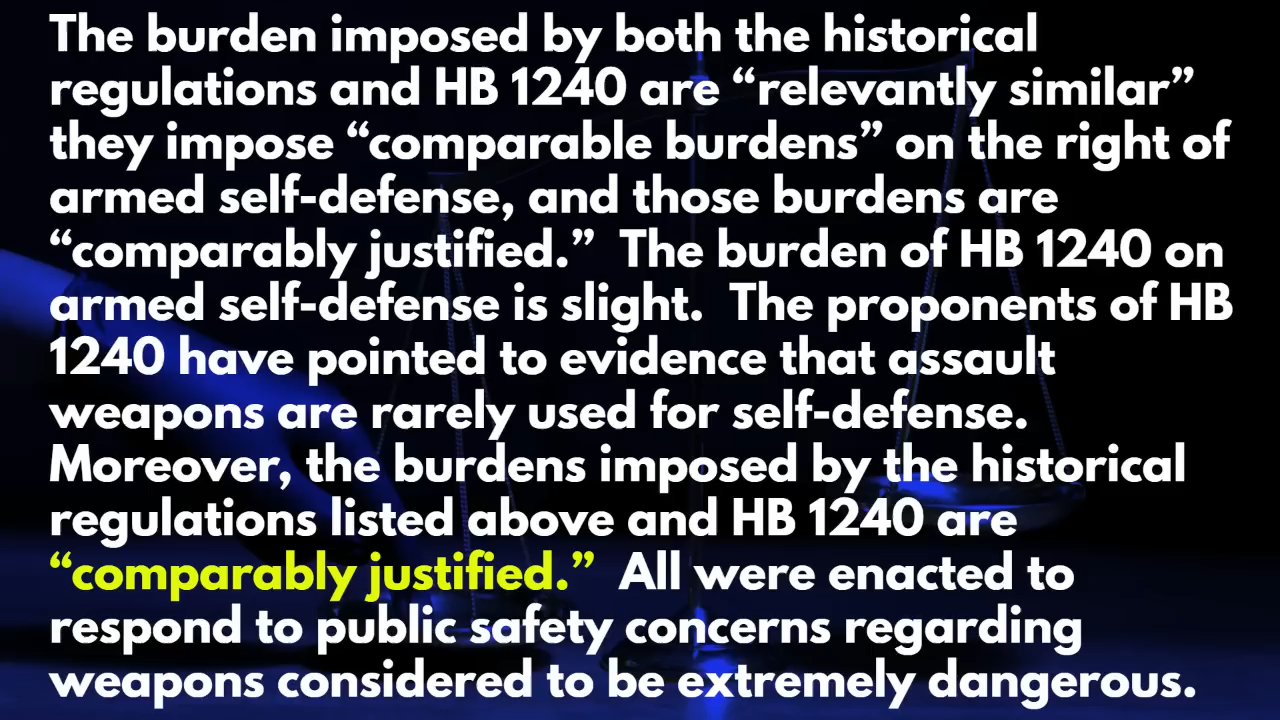 The burden imposed by both the historical
regulations and HB 1240 are “relevantly similar”
they impose “comparable burdens” on the right of
armed self-defense, and those burdens are
“comparably justified.”  The burden of HB 1240 on
armed self-defense is slight.  The proponents of HB
1240 have pointed to evidence that assault
weapons are rarely used for self-defense.
Moreover, the burdens imposed by the historical
regulations listed above and HB 1240 are
“comparably justified.”  All were enacted to
respond to public safety concerns regarding
weapons considered to be extremely dangerous.